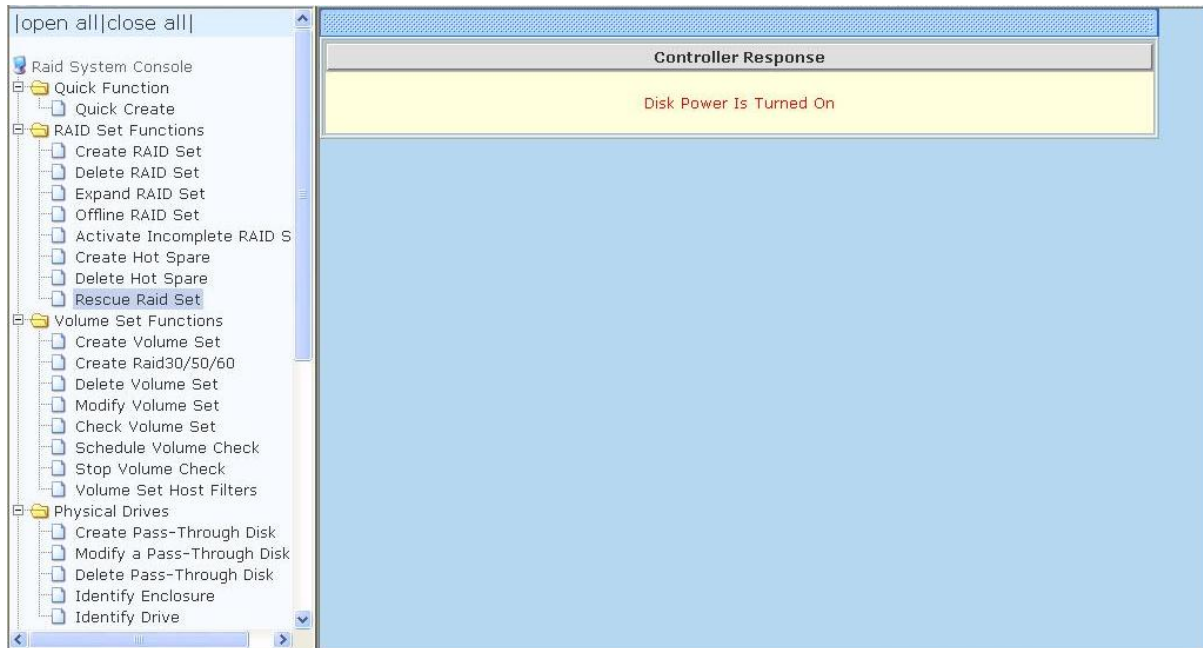 |open all|close all|
Raid System Console
Quick Function
Quick Create
RAID Set Functions
Create RAID Set
Delete RAID Set
Expand RAID Set
Offline RAID Set
Activate Incomplete RAID S
Create Hot Spare
Delete Hot Spare
Rescue Raid Set
Volume Set Functions
Create Volume Set
Create Raid30/50/60
Delete Volume Set
Modify Volume Set
Check Volume Set
Schedule Volume Check
Stop Volume Check
Volume Set Host Filters
Physical Drives
Create Pass-Through Disk
Modify a Pass-Through Disk
Delete Pass-Through Disk
Identify Enclosure
Identify Drive
Controller Response
Disk Power Is Turned On